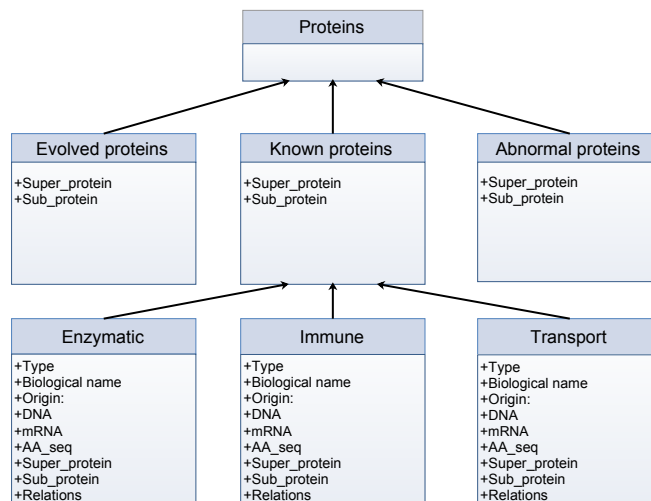 Proteins
Evolved proteins
+Super_protein
+Sub_protein
Known proteins
+Super_protein
+Sub_protein
Abnormal proteins
+Super_protein
+Sub_protein
Enzymatic
+Type
+Biological name
+Origin:
+DNA
+mRNA
+AA_seq
+Super_protein
+Sub_protein
+Relations
Immune
+Type
+Biological name
+Origin:
+DNA
+mRNA
+AA_seq
+Super_protein
+Sub_protein
+Relations
Transport
+Type
+Biological name
+Origin:
+DNA
+mRNA
+AA_seq
+Super_protein
+Sub_protein
+Relations